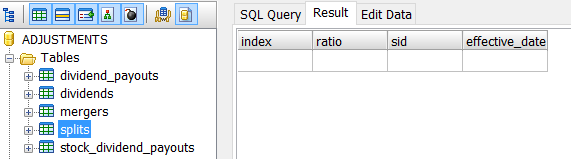 SQL Query Result Edit Data
ADJUSTMENTS
Tables
dividend_payouts
dividends
mergers
splits
stock_dividend_payouts
index ratio sid effective_date